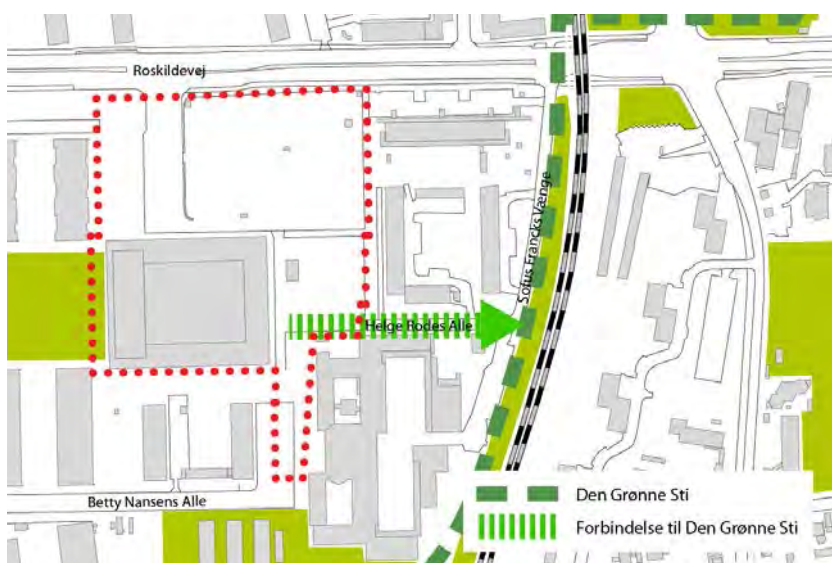 Roskildevej
Sofus Francks Vænge
Helge Rodes Alle
Betty Nansens Alle
Den Grønne Sti
Forbindelse til Den Grønne Sti